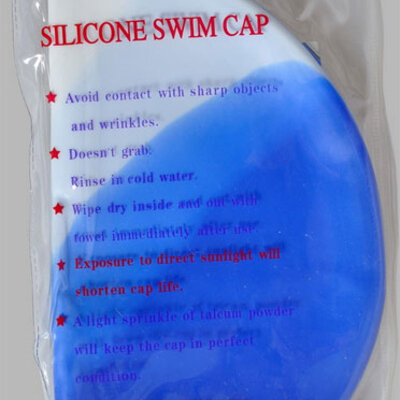 SILICONE SWIM CAP
★ Avoid contact with sharp objects
and wrinkles.
★ Doesn't grab.
Rinse in cold water.
★ Wipe dry inside and out with
towel immediately after use.
★ Exposure to direct sunlight will
shorten cap life.
★ A light sprinkle of talcum powder
will keep the cap in perfect
condition.